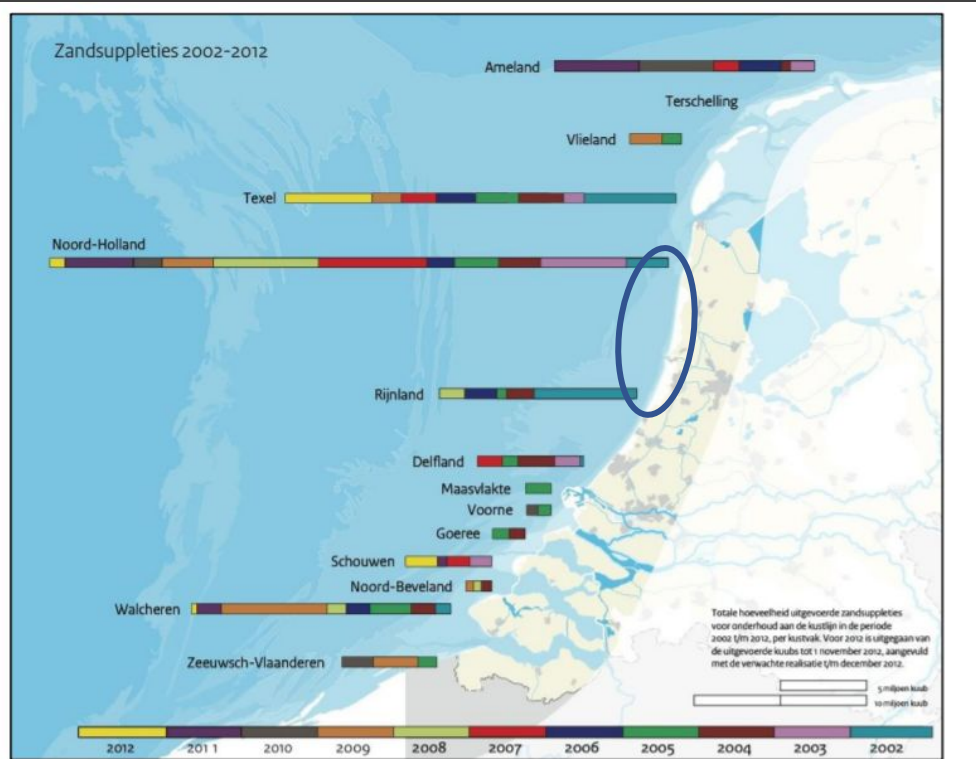 Zandsuppleties 2002-2012
Ameland
Terschelling
Vlieland
Texel
Noord-Holland
Rijnland
Delfland
Maasvlakte
Voorne
Goeree
Schouwen
Noord-Beveland
Walcheren
Zeeuwsch-Vlaanderen
Totale hoeveelheid uitgevoerde zandsuppleties
voor onderhoud aan de kustlijn in de periode
2002 t/m 2012, per kustvak. Voor 2012 is uitgegaan van
de uitgevoerde kuubs tot 1 november 2012, aangevuld
met de verwachte realisatie t/m december 2012.
5 miljoen kuub
10 miljoen kuub
2012 2011 2010 2009 2008 2007 2006 2005 2004 2003 2002